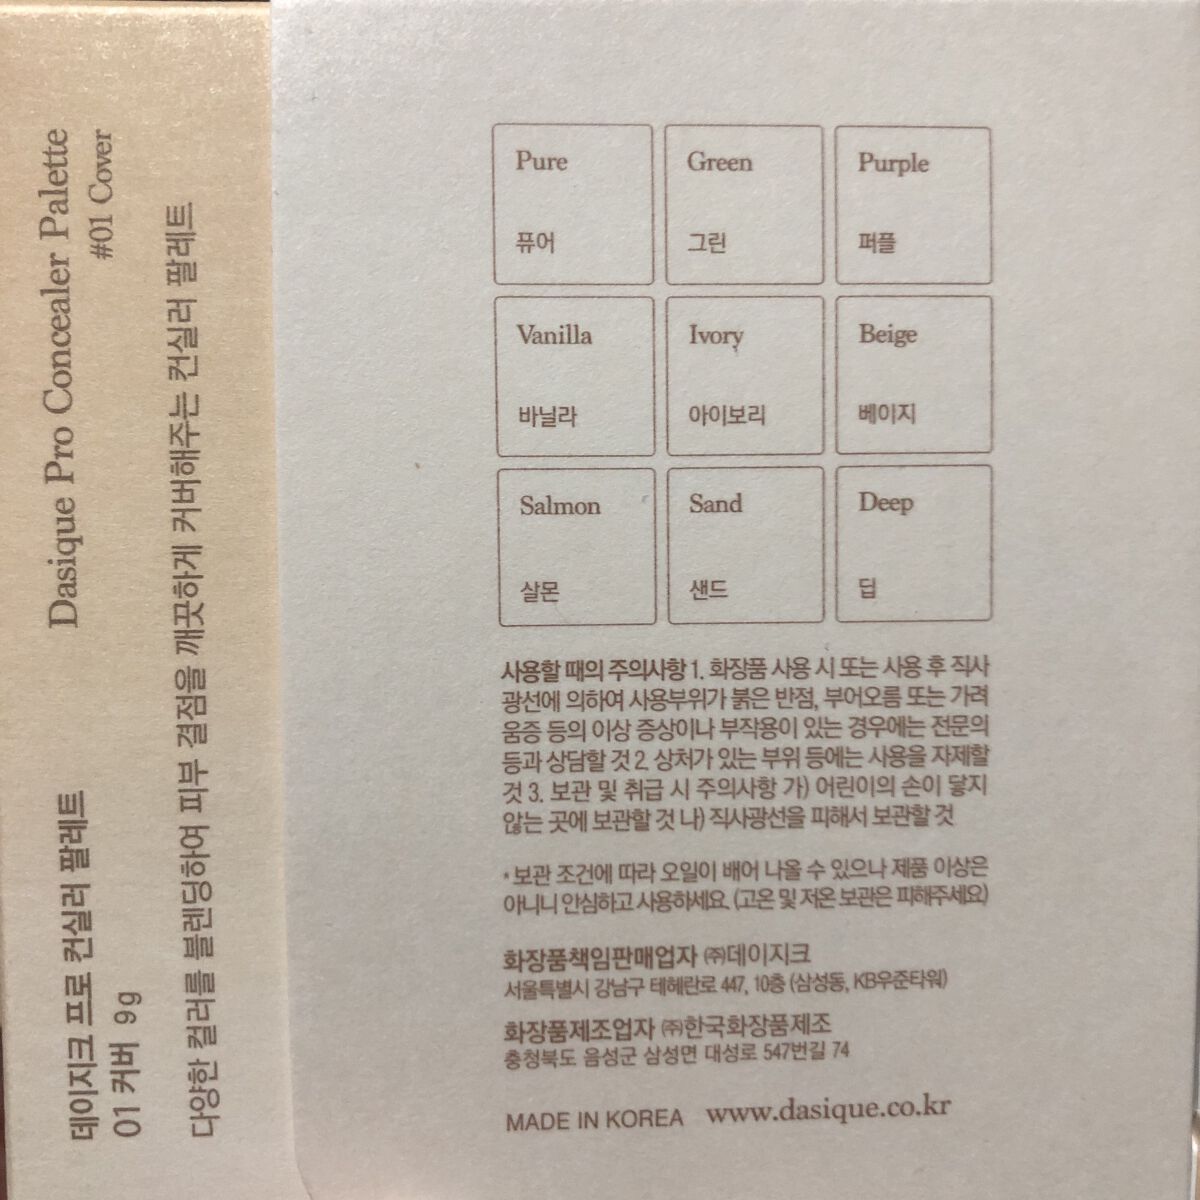 Dasique Pro Concealer Palette
#01 Cover
데이지크 프로 컨실러 팔레트
01 커버 9g
다양한 컬러를 블렌딩하여 피부 결점을 깨끗하게 커버해주는 컨실러 팔레트
Pure Green Purple
퓨어 그린 퍼플
Vanilla Ivory Beige
바닐라 아이보리 베이지
Salmon Sand Deep
살몬 샌드 딥
사용할 때의 주의사항 1. 화장품 사용 시 또는 사용 후 직사
광선에 의하여 사용부위가 붉은 반점, 부어오름 또는 가려
움증 등의 이상 증상이나 부작용이 있는 경우에는 전문의
등과 상담할 것 2. 상처가 있는 부위 등에는 사용을 자제할
것 3. 보관 및 취급 시 주의사항 가) 어린이의 손이 닿지
않는 곳에 보관할 것 나) 직사광선을 피해서 보관할 것
* 보관 조건에 따라 오일이 배어 나올 수 있으나 제품 이상은
아니니 안심하고 사용하세요. (고온 및 저온 보관은 피해주세요)
화장품책임판매업자 ㈜데이지크
서울특별시 강남구 테헤란로 447, 10층 (삼성동, KB우준타워)
화장품제조업자 ㈜한국화장품제조
충청북도 음성군 삼성면 대성로 547번길 74
MADE IN KOREA www.dasique.co.kr